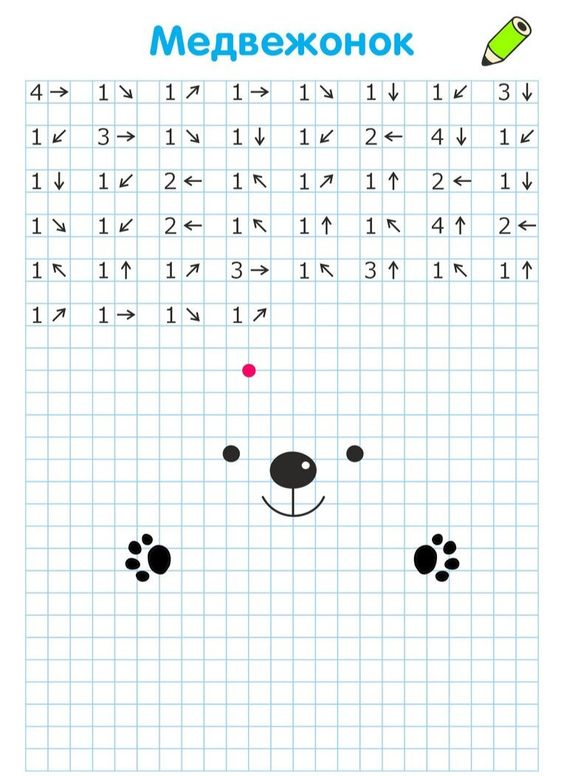 Медвежонок
4→ 1↘ 1↗ 1→ 1↘ 1↓ 1↙ 3↓
1↙ 3→ 1↘ 1↓ 1↙ 2← 4↓ 1↙
1↓ 1↙ 2← 1↖ 1↗ 1↑ 2← 1↓
1↘ 1↙ 2← 1↖ 1↑ 1↖ 4↑ 2←
1↖ 1↑ 1↗ 3→ 1↖ 3↑ 1↖ 1↑
1↗ 1→ 1↘ 1↗